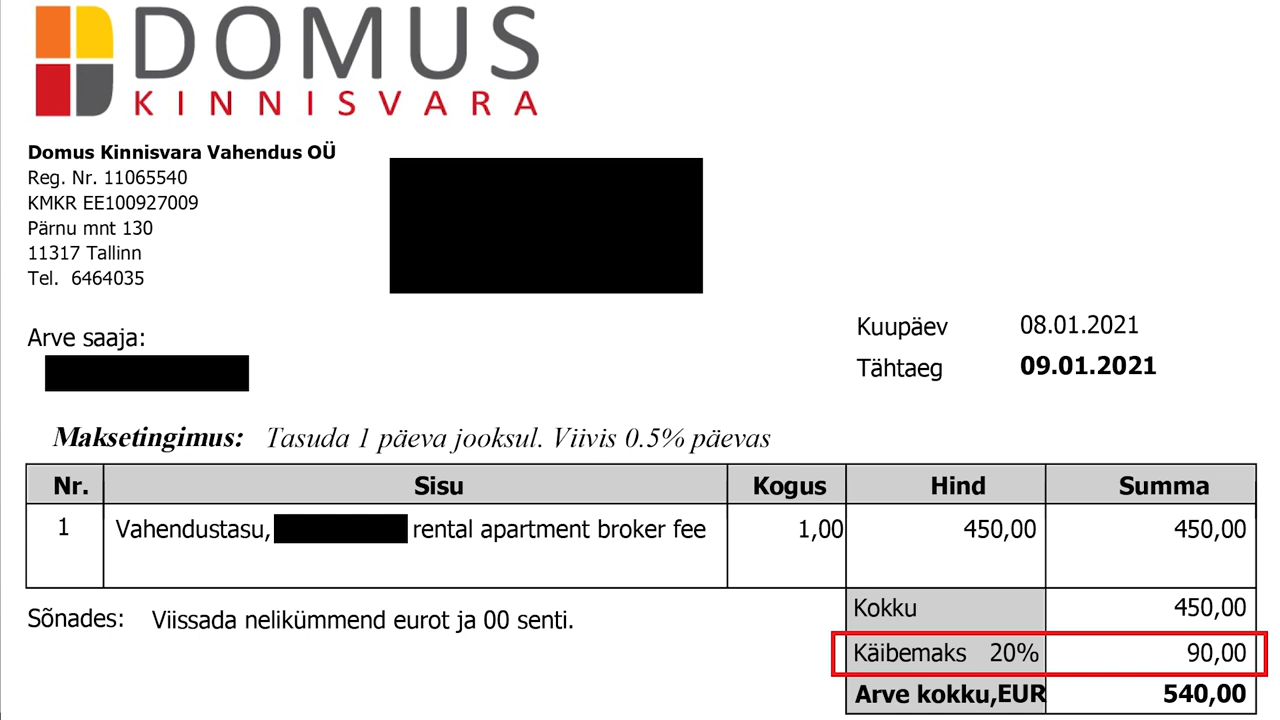 DOMUS
KINNISVARA
Domus Kinnisvara Vahendus OÜ
Reg. Nr. 11065540
KMKR EE100927009
Pärnu mnt 130
11317 Tallinn
Tel. 6464035
Arve saaja:
Kuupäev 08.01.2021
Tähtaeg 09.01.2021
Maksetingimus: Tasuda 1 päeva jooksul. Viivis 0.5% päevas
Nr. Sisu Kogus Hind Summa
1 Vahendustasu, rental apartment broker fee 1,00 450,00 450,00
Sõnades: Viissada nelikümmend eurot ja 00 senti.
Kokku 450,00
Käibemaks 20% 90,00
Arve kokku,EUR 540,00